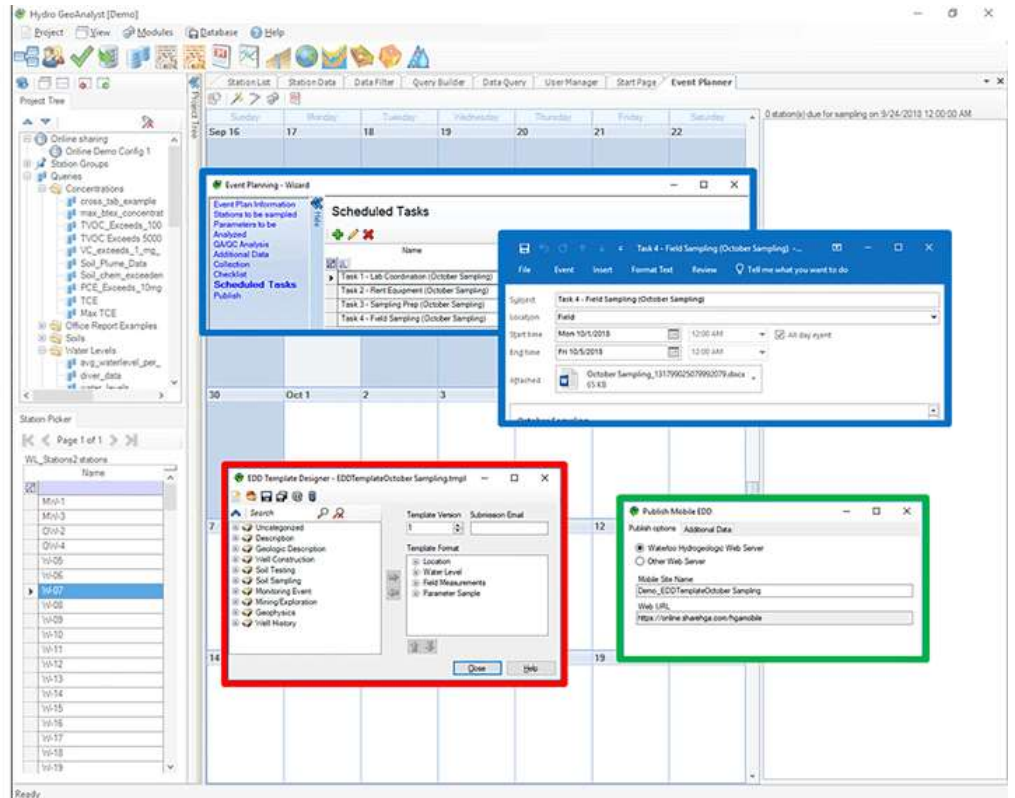 Hydro GeoAnalyst [Demo]
Project View Modules Database Help
Station List Station Data Data Filter Query Builder Data Query User Manager Start Page Event Planner
Project Tree
Project Tree
Online sharing
Online Demo Config 1
Station Groups
Queries
Concentrations
cross_tab_example
max_btex_concentrat
TVOC_Exceeds_100
TVOC Exceeds 5000
VC_exceeds_1_mg_
Soil_Plume_Data
Soil_chem_exceeden
PCE_Exceeds_10mg
TCE
Max TCE
Office Report Examples
Soils
Water Levels
avg_waterlevel_per_
diver_data
water_levels
Station Picker
Page 1 of 1
WL_Stations2 stations
Name
MW-1
MW-3
OW-2
OW-4
W-05
W-06
W-07
W-08
W-09
W-10
W-11
W-12
W-13
W-14
W-15
W-16
W-17
W-18
W-19
Ready
Sunday Monday Tuesday Wednesday Thursday Friday Saturday
Sep 16 17 18 19 20 21 22
0 station(s) due for sampling on 9/24/2018 12:00:00 AM
Event Planning - Wizard
Event Plan Information
Stations to be sampled
Parameters to be
Analyzed
QA/QC Analysis
Additional Data
Collection
Checklist
Scheduled Tasks
Publish
Hide
Scheduled Tasks
Name
Task 1 - Lab Coordination (October Sampling)
Task 2 - Rent Equipment (October Sampling)
Task 3 - Sampling Prep (October Sampling)
Task 4 - Field Sampling (October Sampling)
Task 4 - Field Sampling (October Sampling) -...
File Event Insert Format Text Review Tell me what you want to do
Subject Task 4 - Field Sampling (October Sampling)
Location Field
Start time Mon 10/1/2018 12:00 AM All day event
End time Fri 10/5/2018 12:00 AM
Attached October Sampling_131799025079992079.docx
65 KB
October Sampling
30 Oct 1 2 3
EDD Template Designer - EDDTemplateOctober Sampling.tmpl
Search
Uncategorized
Description
Geologic Description
Well Construction
Soil Testing
Soil Sampling
Monitoring Event
Mining/Exploration
Geophysics
Well History
Template Version Submission Email
1
Template Format
Location
Water Level
Field Measurements
Parameter Sample
Close Help
7 12
14 19
Publish Mobile EDD
Publish options Additional Data
Waterloo Hydrogeologic Web Server
Other Web Server
Mobile Site Name
Demo_EDDTemplateOctober Sampling
Web URL
https://online.sharehga.com/hgamobile